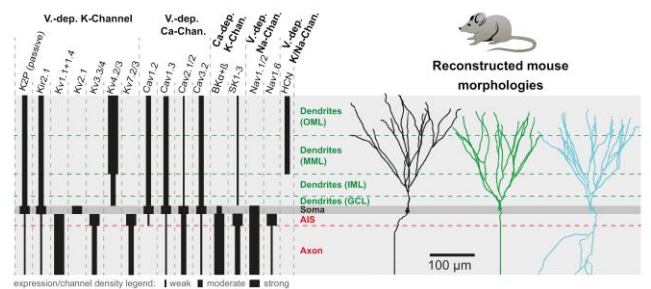 V.-dep. K-Channel
V.-dep.
Ca-Chan.
Ca-dep.
K-Chan.
V.-dep.
Na-Chan.
V.-dep.
K/Na-Chan.
K2P (passive)
Kir2.1
Kv1.1+1.4
Kv2.1
Kv3.3/4
Kv4.2/3
Kv7.2/3
Cav1.2
Cav1.3
Cav2.1/2
Cav3.2
BKα+ß
SK1-3
Nav1.1/2
Nav1.6
HCN
Reconstructed mouse
morphologies
Dendrites
(OML)
Dendrites
(MML)
Dendrites (IML)
Dendrites (GCL)
Soma
AIS
Axon
100 µm
expression/channel density legend: weak moderate strong